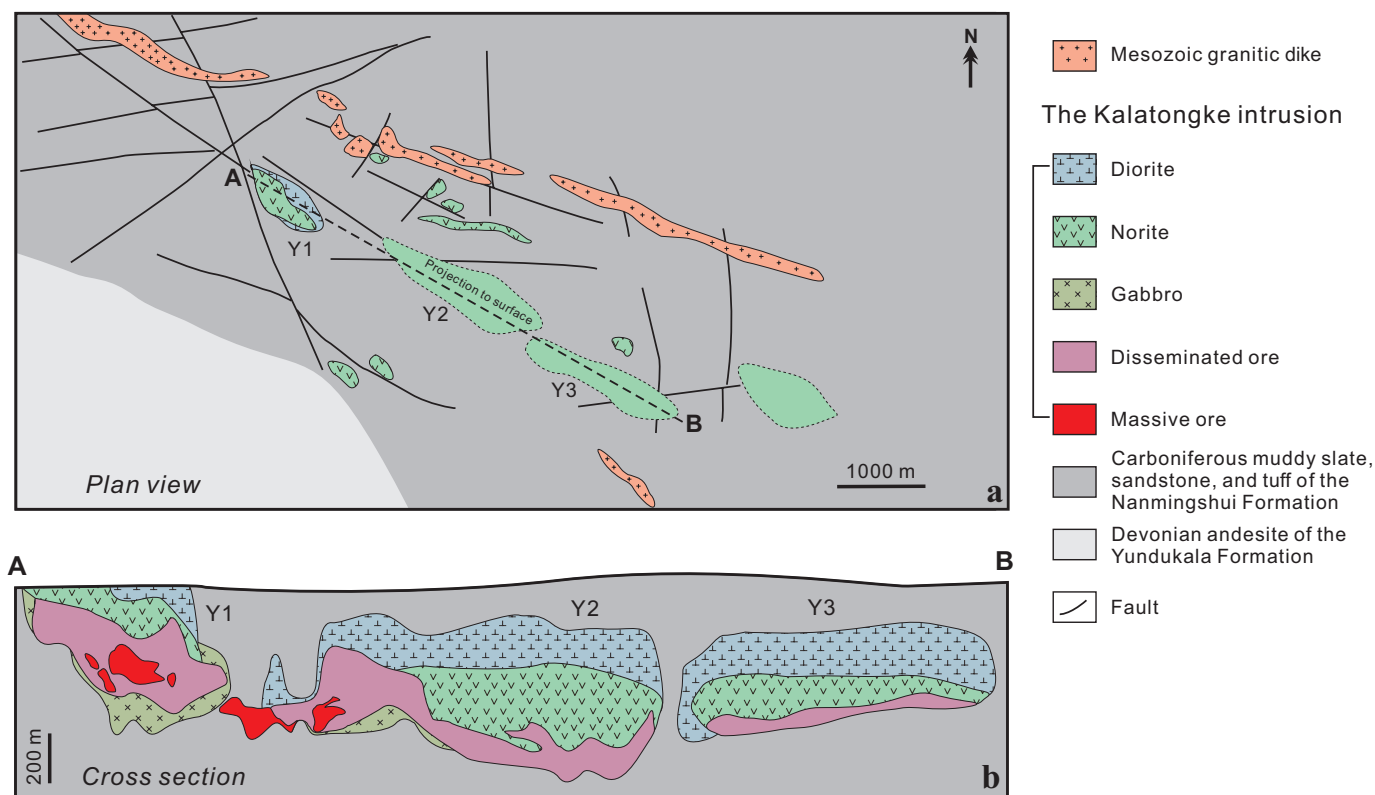 N
A
Y1
Projection to surface
Y2
Y3
B
1000 m
Plan view
a
Mesozoic granitic dike
The Kalatongke intrusion
Diorite
Norite
Gabbro
Disseminated ore
Massive ore
Carboniferous muddy slate,
sandstone, and tuff of the
Nanmingshui Formation
Devonian andesite of the
Yundukala Formation
Fault
A
B
Y1
Y2
Y3
200 m
Cross section
b